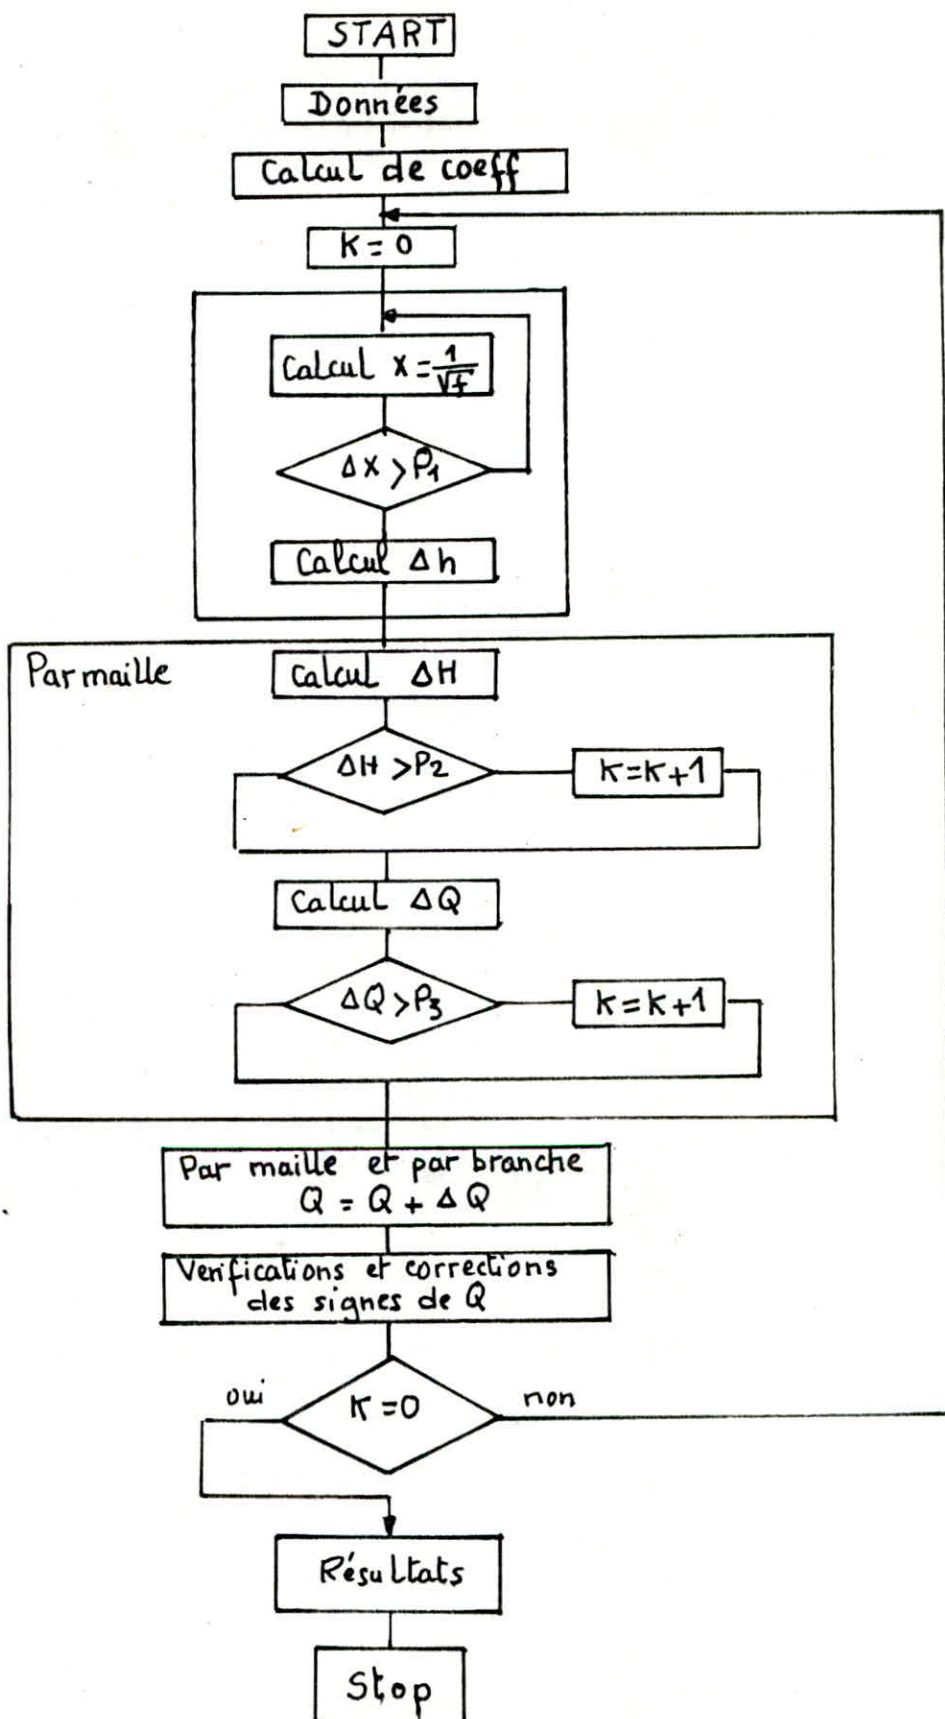 START
Données
Calcul de coeff
K = 0
Calcul x = 1/√f
Δx > P1
Calcul Δh
Par maille
Calcul ΔH
ΔH > P2
K=K+1
Calcul ΔQ
ΔQ > P3
K=K+1
Par maille et par branche
Q = Q + ΔQ
Verifications et corrections
des signes de Q
oui
K = 0
non
Résultats
Stop